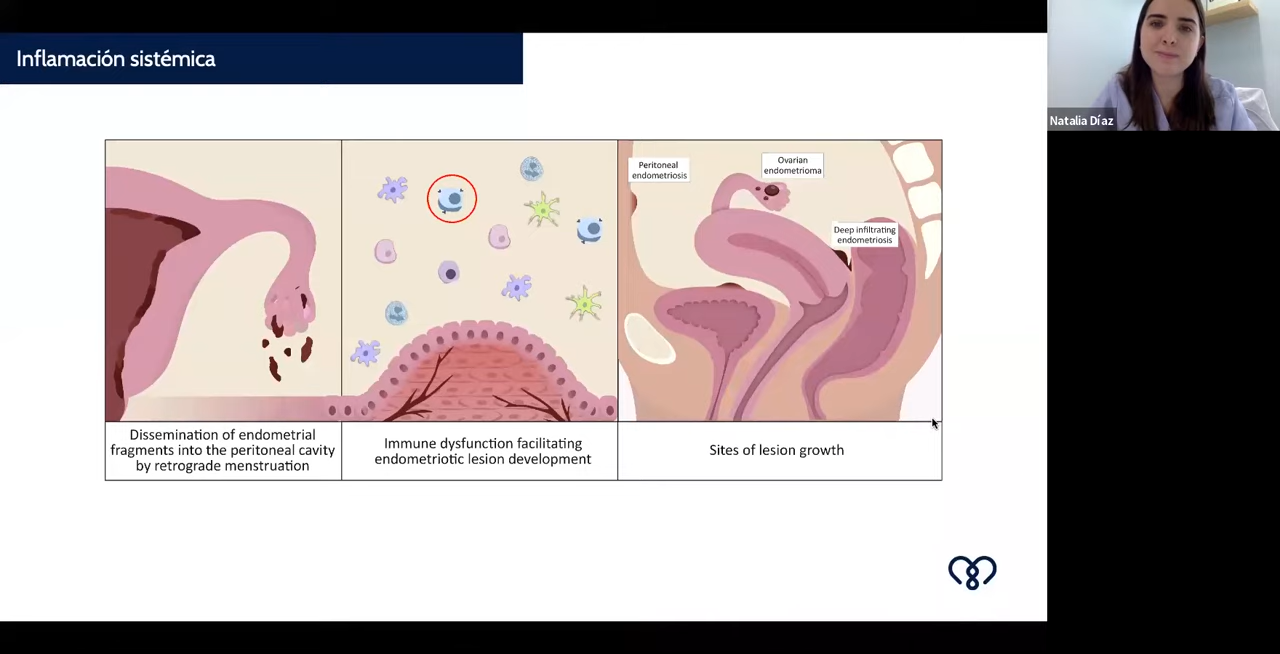 Inflamación sistémica
Natalia Díaz
Peritoneal
endometriosis
Ovarian
endometrioma
Deep infiltrating
endometriosis
Dissemination of endometrial
fragments into the peritoneal cavity
by retrograde menstruation
Immune dysfunction facilitating
endometriotic lesion development
Sites of lesion growth